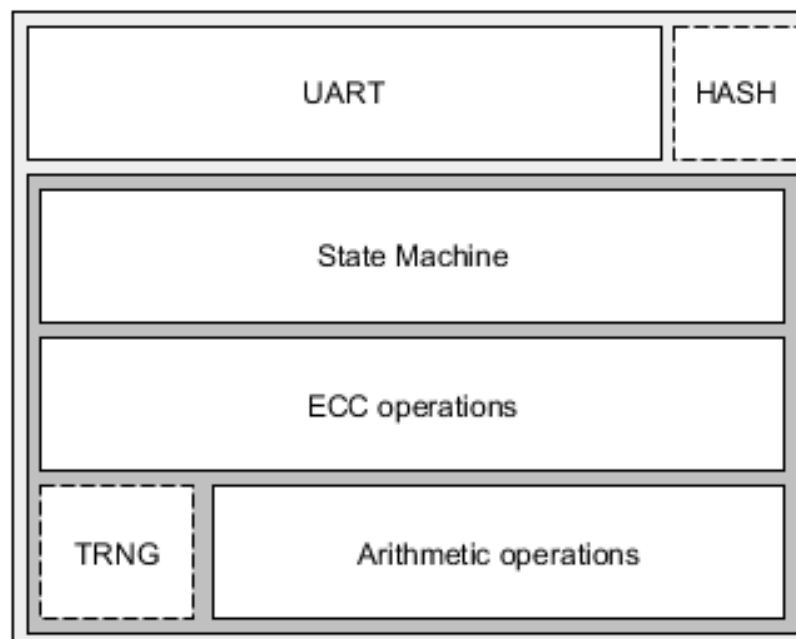 UART
HASH
State Machine
ECC operations
TRNG
Arithmetic operations